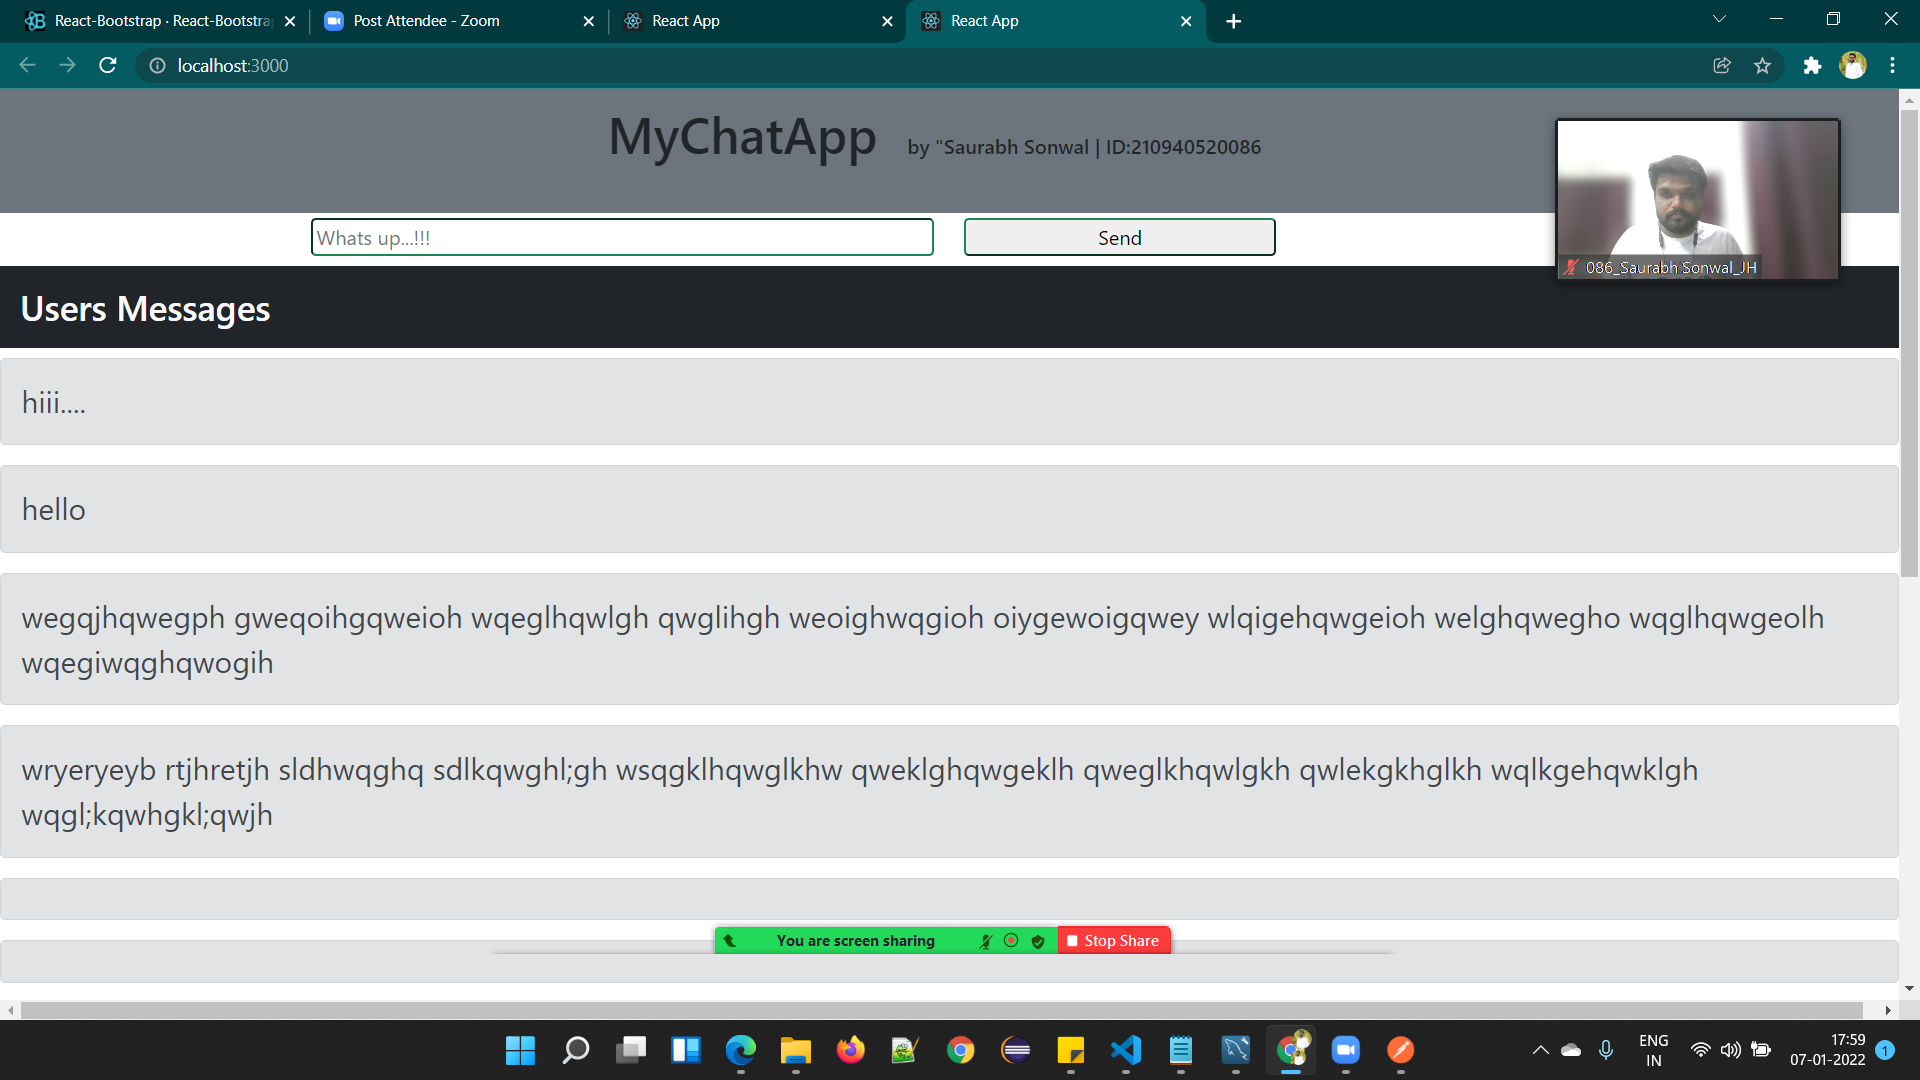 React-Bootstrap · React-Bootstra
Post Attendee - Zoom
React App
React App
localhost:3000
MyChatApp by "Saurabh Sonwal | ID:210940520086
Whats up...!!!
Send
086_Saurabh Sonwal_JH
Users Messages
hiii....
hello
wegqjhqwegph gweqoihgqweioh wqeglhqwlgh qwglihgh weoighwqgioh oiygewoigqwey wlqigehqwgeioh welghqwegho wqglhqwgeolh
wqegiwqghqwogih
wryeryeyb rtjhretjh sldhwqghq sdlkqwghl;gh wsqgklhqwglkhw qweklghqwgeklh qweglkhqwlgkh qwlekgkhglkh wqlkgehqwklgh
wqgl;kqwhgkl;qwjh
You are screen sharing
Stop Share
ENG
IN
17:59
07-01-2022
1